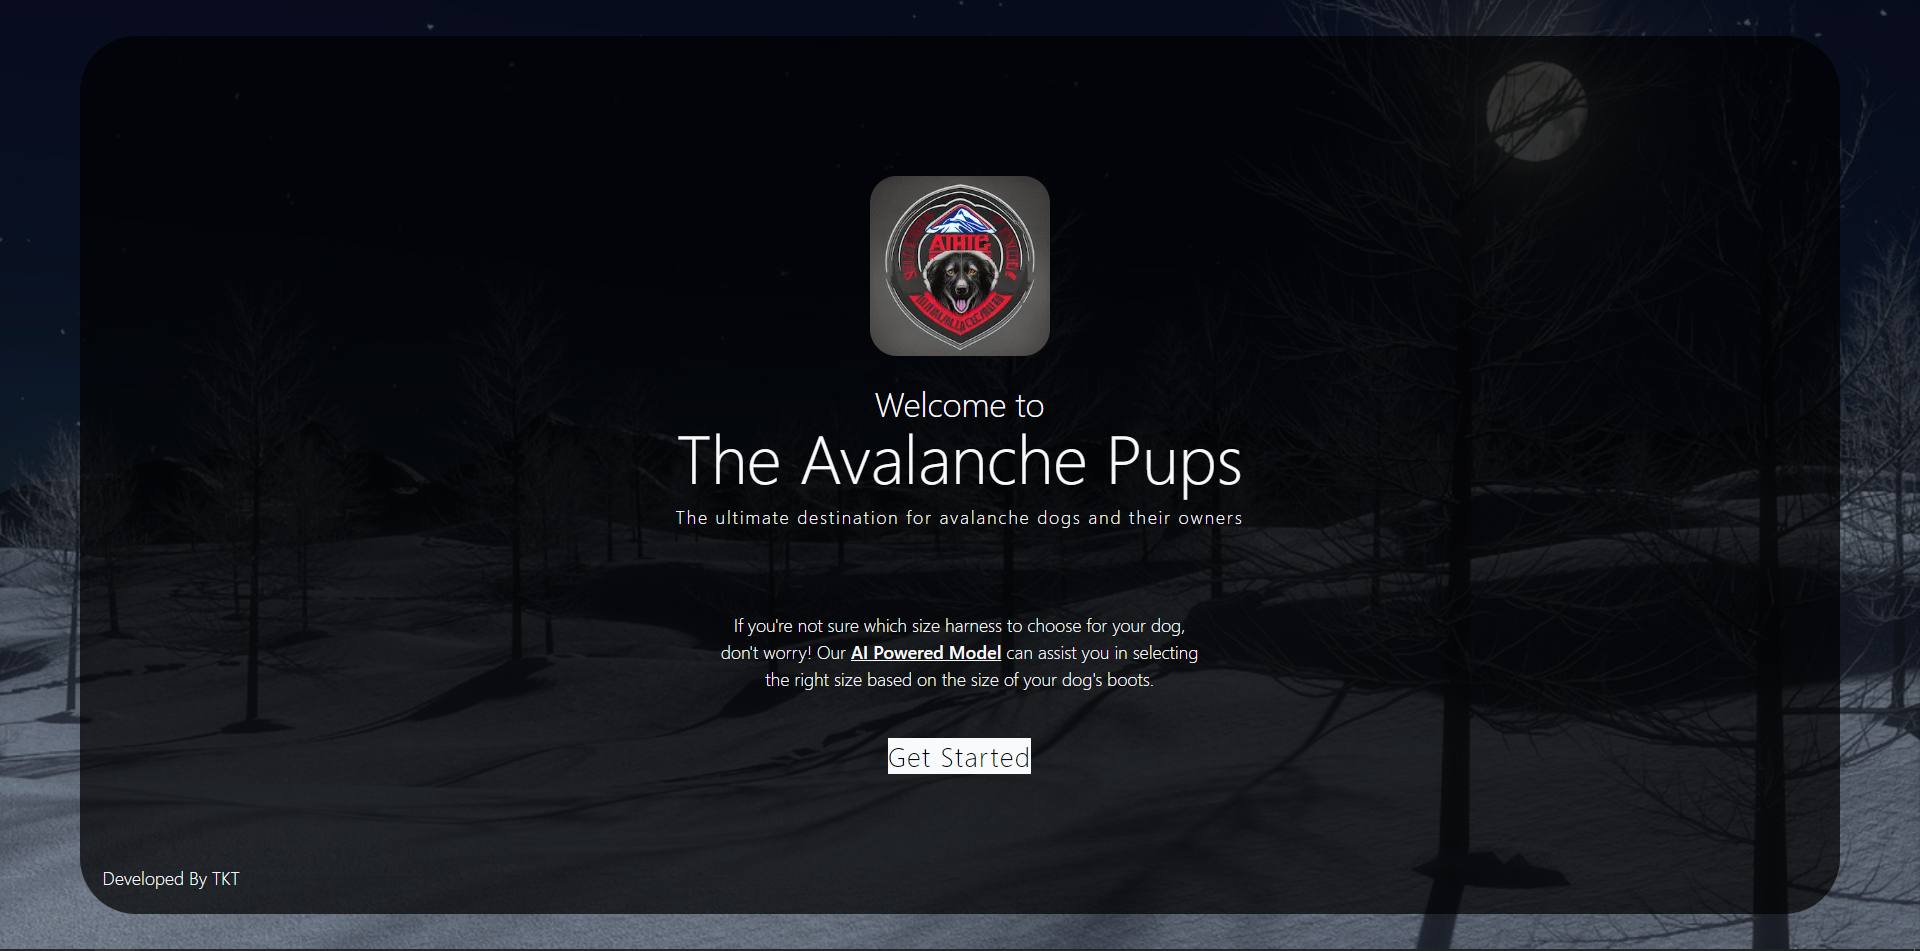 Welcome to
The Avalanche Pups
The ultimate destination for avalanche dogs and their owners
If you're not sure which size harness to choose for your dog,
don't worry! Our AI Powered Model can assist you in selecting
the right size based on the size of your dog's boots.
Get Started
Developed By TKT